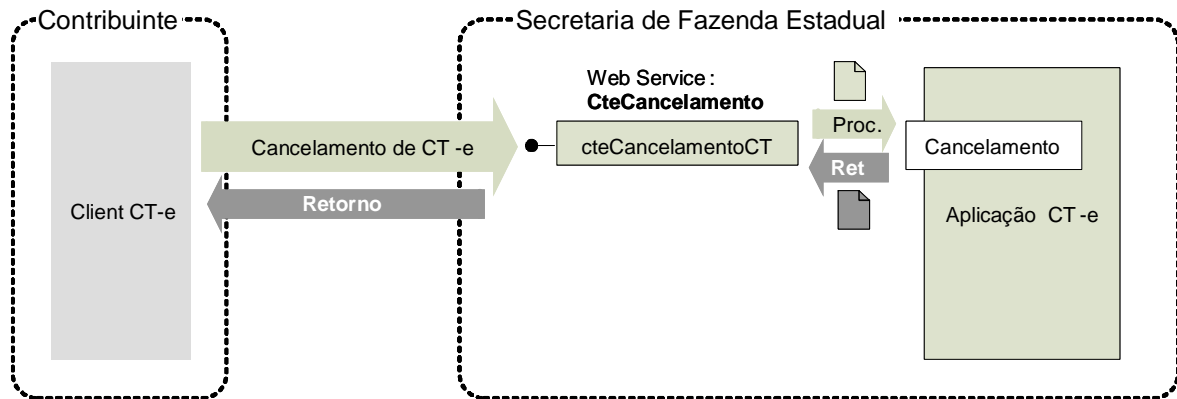 Contribuinte
Secretaria de Fazenda Estadual
Web Service :
CteCancelamento
Cancelamento de CT -e
cteCancelamentoCT
Proc.
Cancelamento
Ret
Retorno
Client CT-e
Aplicação CT -e